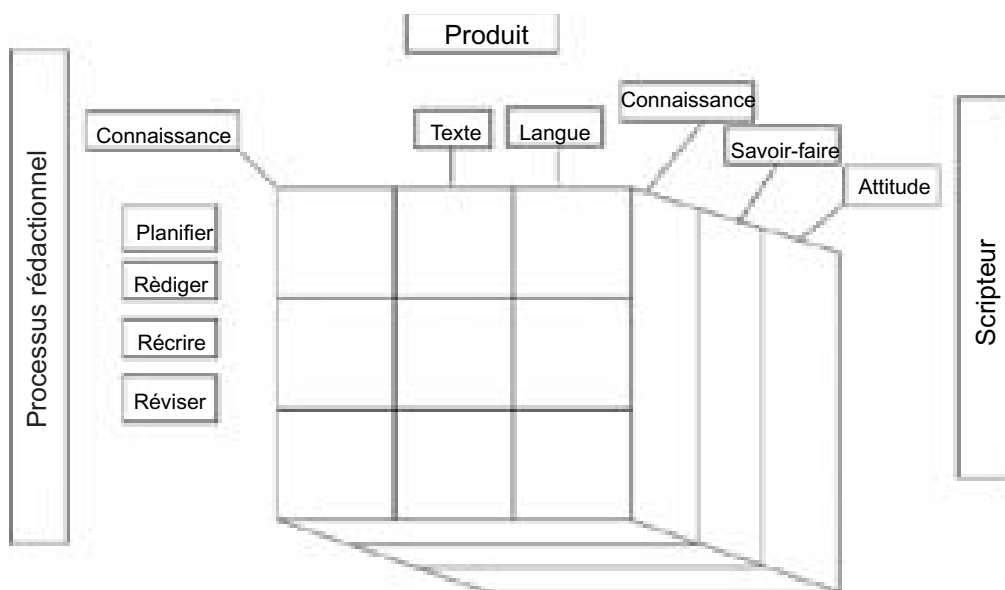 Produit
Connaissance
Texte
Langue
Connaissance
Savoir-faire
Attitude
Processus rédactionnel
Planifier
Rèdiger
Récrire
Réviser
Scripteur